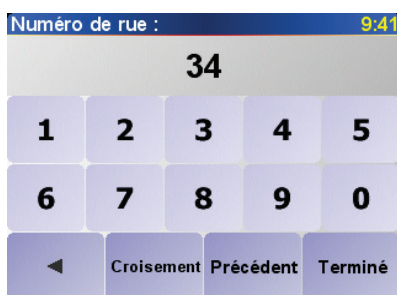 Numéro de rue : 9:41
34
1 2 3 4 5
6 7 8 9 0
Croisement Précédent Terminé